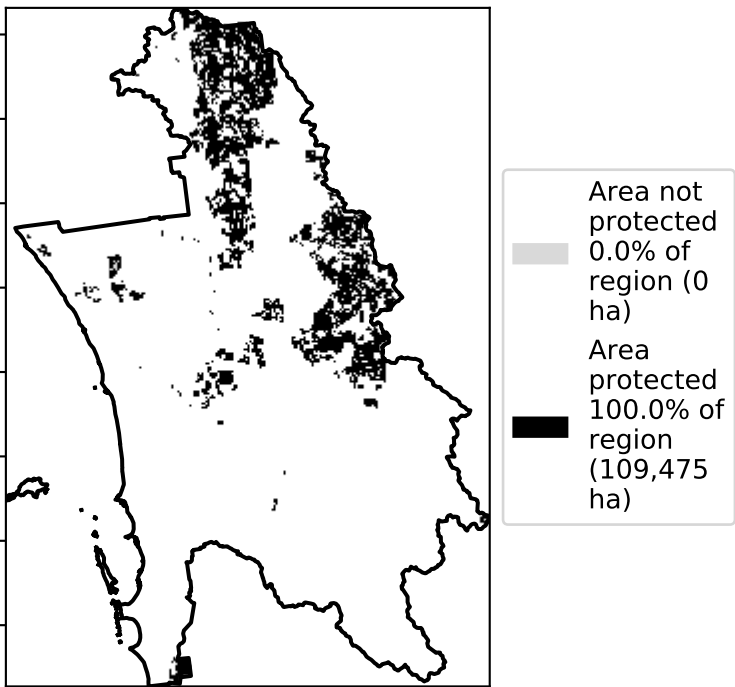 Area not
protected
0.0% of
region (0
ha)
Area
protected
100.0% of
region
(109,475
ha)